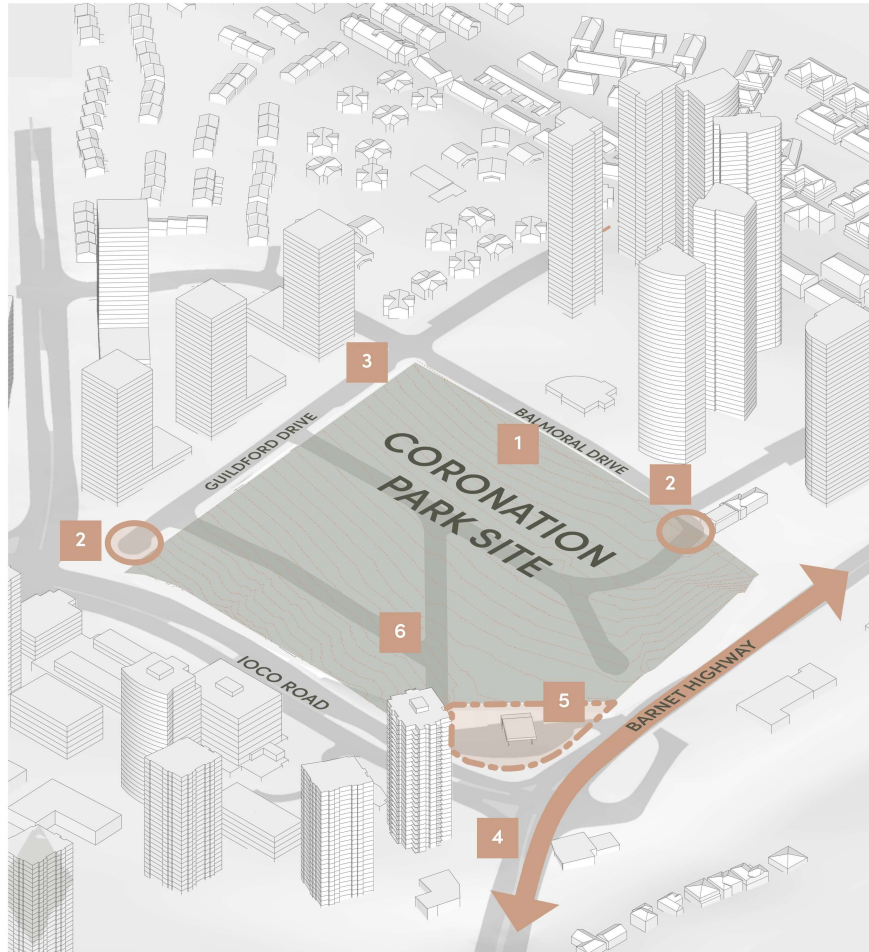 3
GUILDFORD DRIVE
1
BALMORAL DRIVE
CORONATION
PARK SITE
2
2
6
IOCO ROAD
5
BARNET HIGHWAY
4